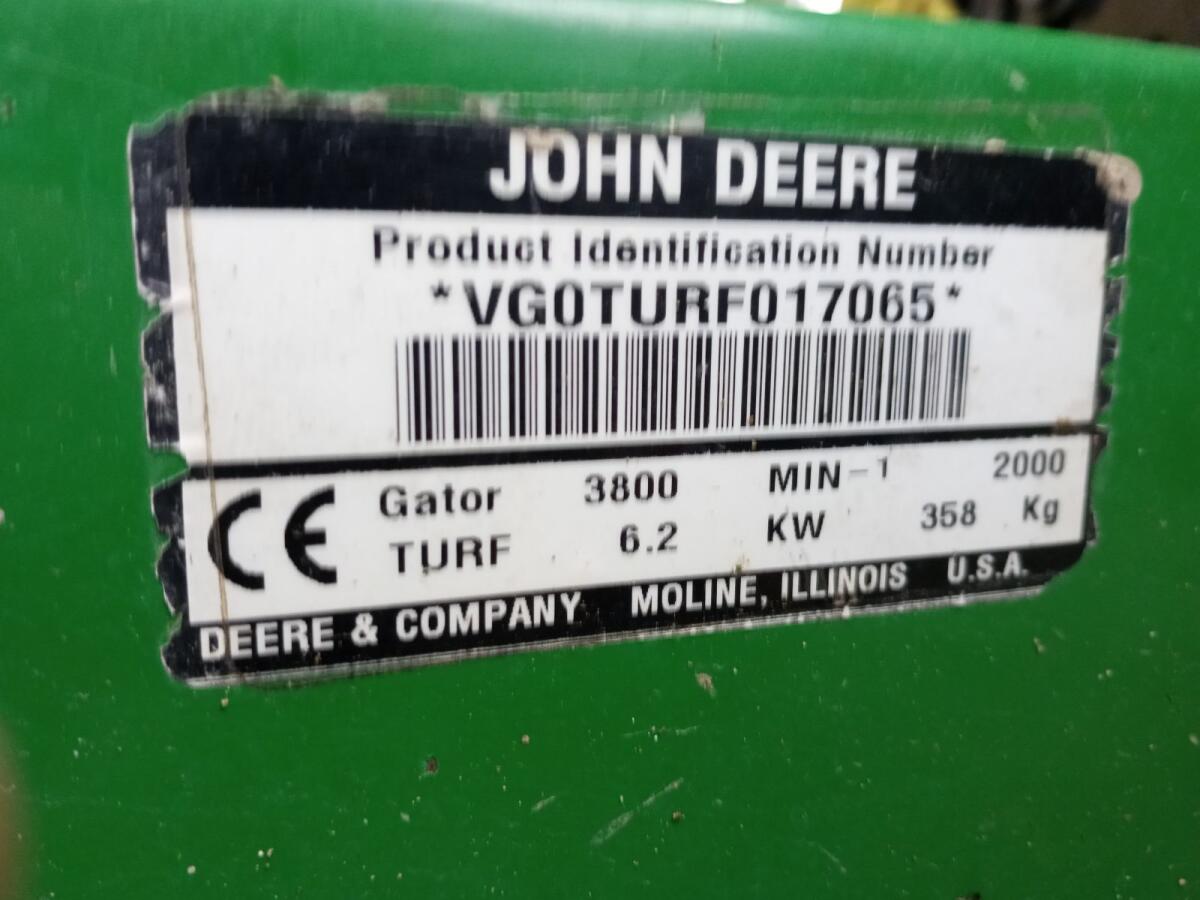 JOHN DEERE
Product Identification Number
*VG0TURF017065*
CE Gator 3800 MIN-1 2000
TURF 6.2 KW 358 Kg
DEERE & COMPANY MOLINE, ILLINOIS U.S.A.